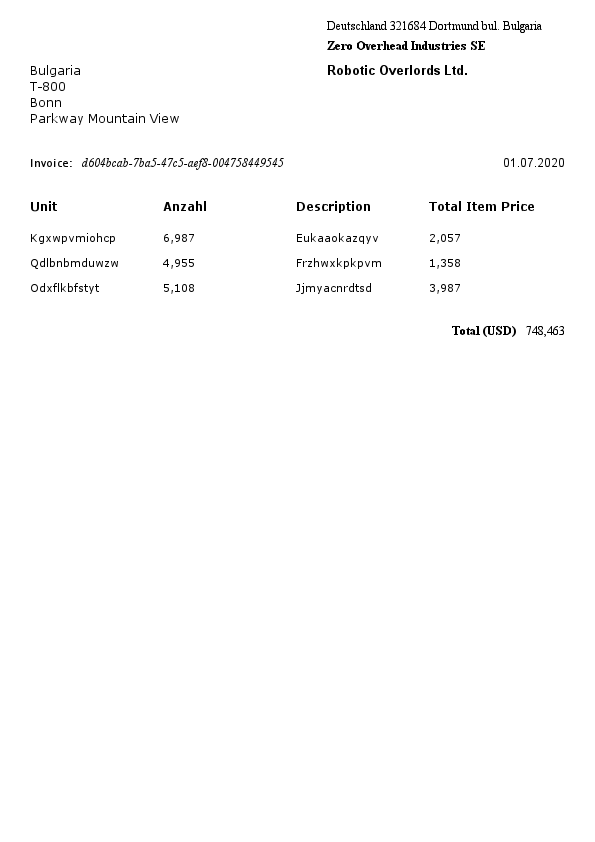 Deutschland 321684 Dortmund bul. Bulgaria
Zero Overhead Industries SE
Bulgaria
Robotic Overlords Ltd.
T-800
Bonn
Parkway Mountain View
Invoice: d604bcab-7ba5-47c5-aef8-004758449545 01.07.2020
Unit Anzahl Description Total Item Price
Kgxwpvmiohcp 6,987 Eukaaokazqyv 2,057
Qdlbnbmduwzw 4,955 Frzhwxkpkpvm 1,358
Odxflkbfstyt 5,108 Jjmyacnrdtsd 3,987
Total (USD) 748,463